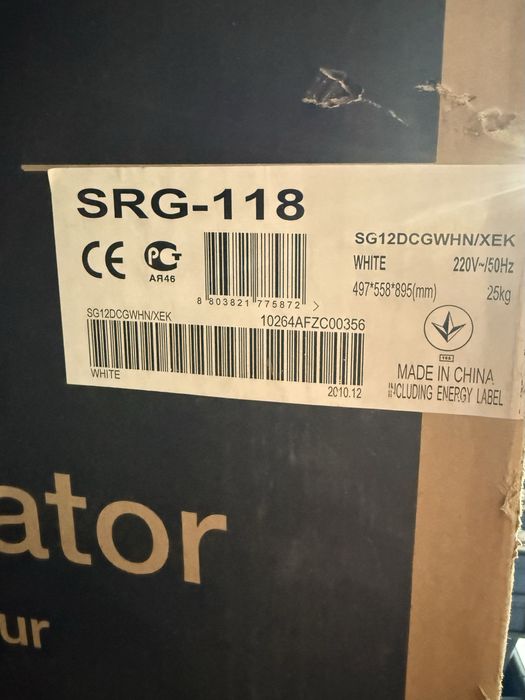 SRG-118
SG12DCGWHN/XEK
CE PCT
WHITE 220V~/50Hz
АЯ46
497*558*895(mm) 25kg
8 803821 775872 >
SG12DCGWHN/XEK 10264AFZC00356
WHITE 2010.12
MADE IN CHINA
INCLUDING ENERGY LABEL
ator
ur